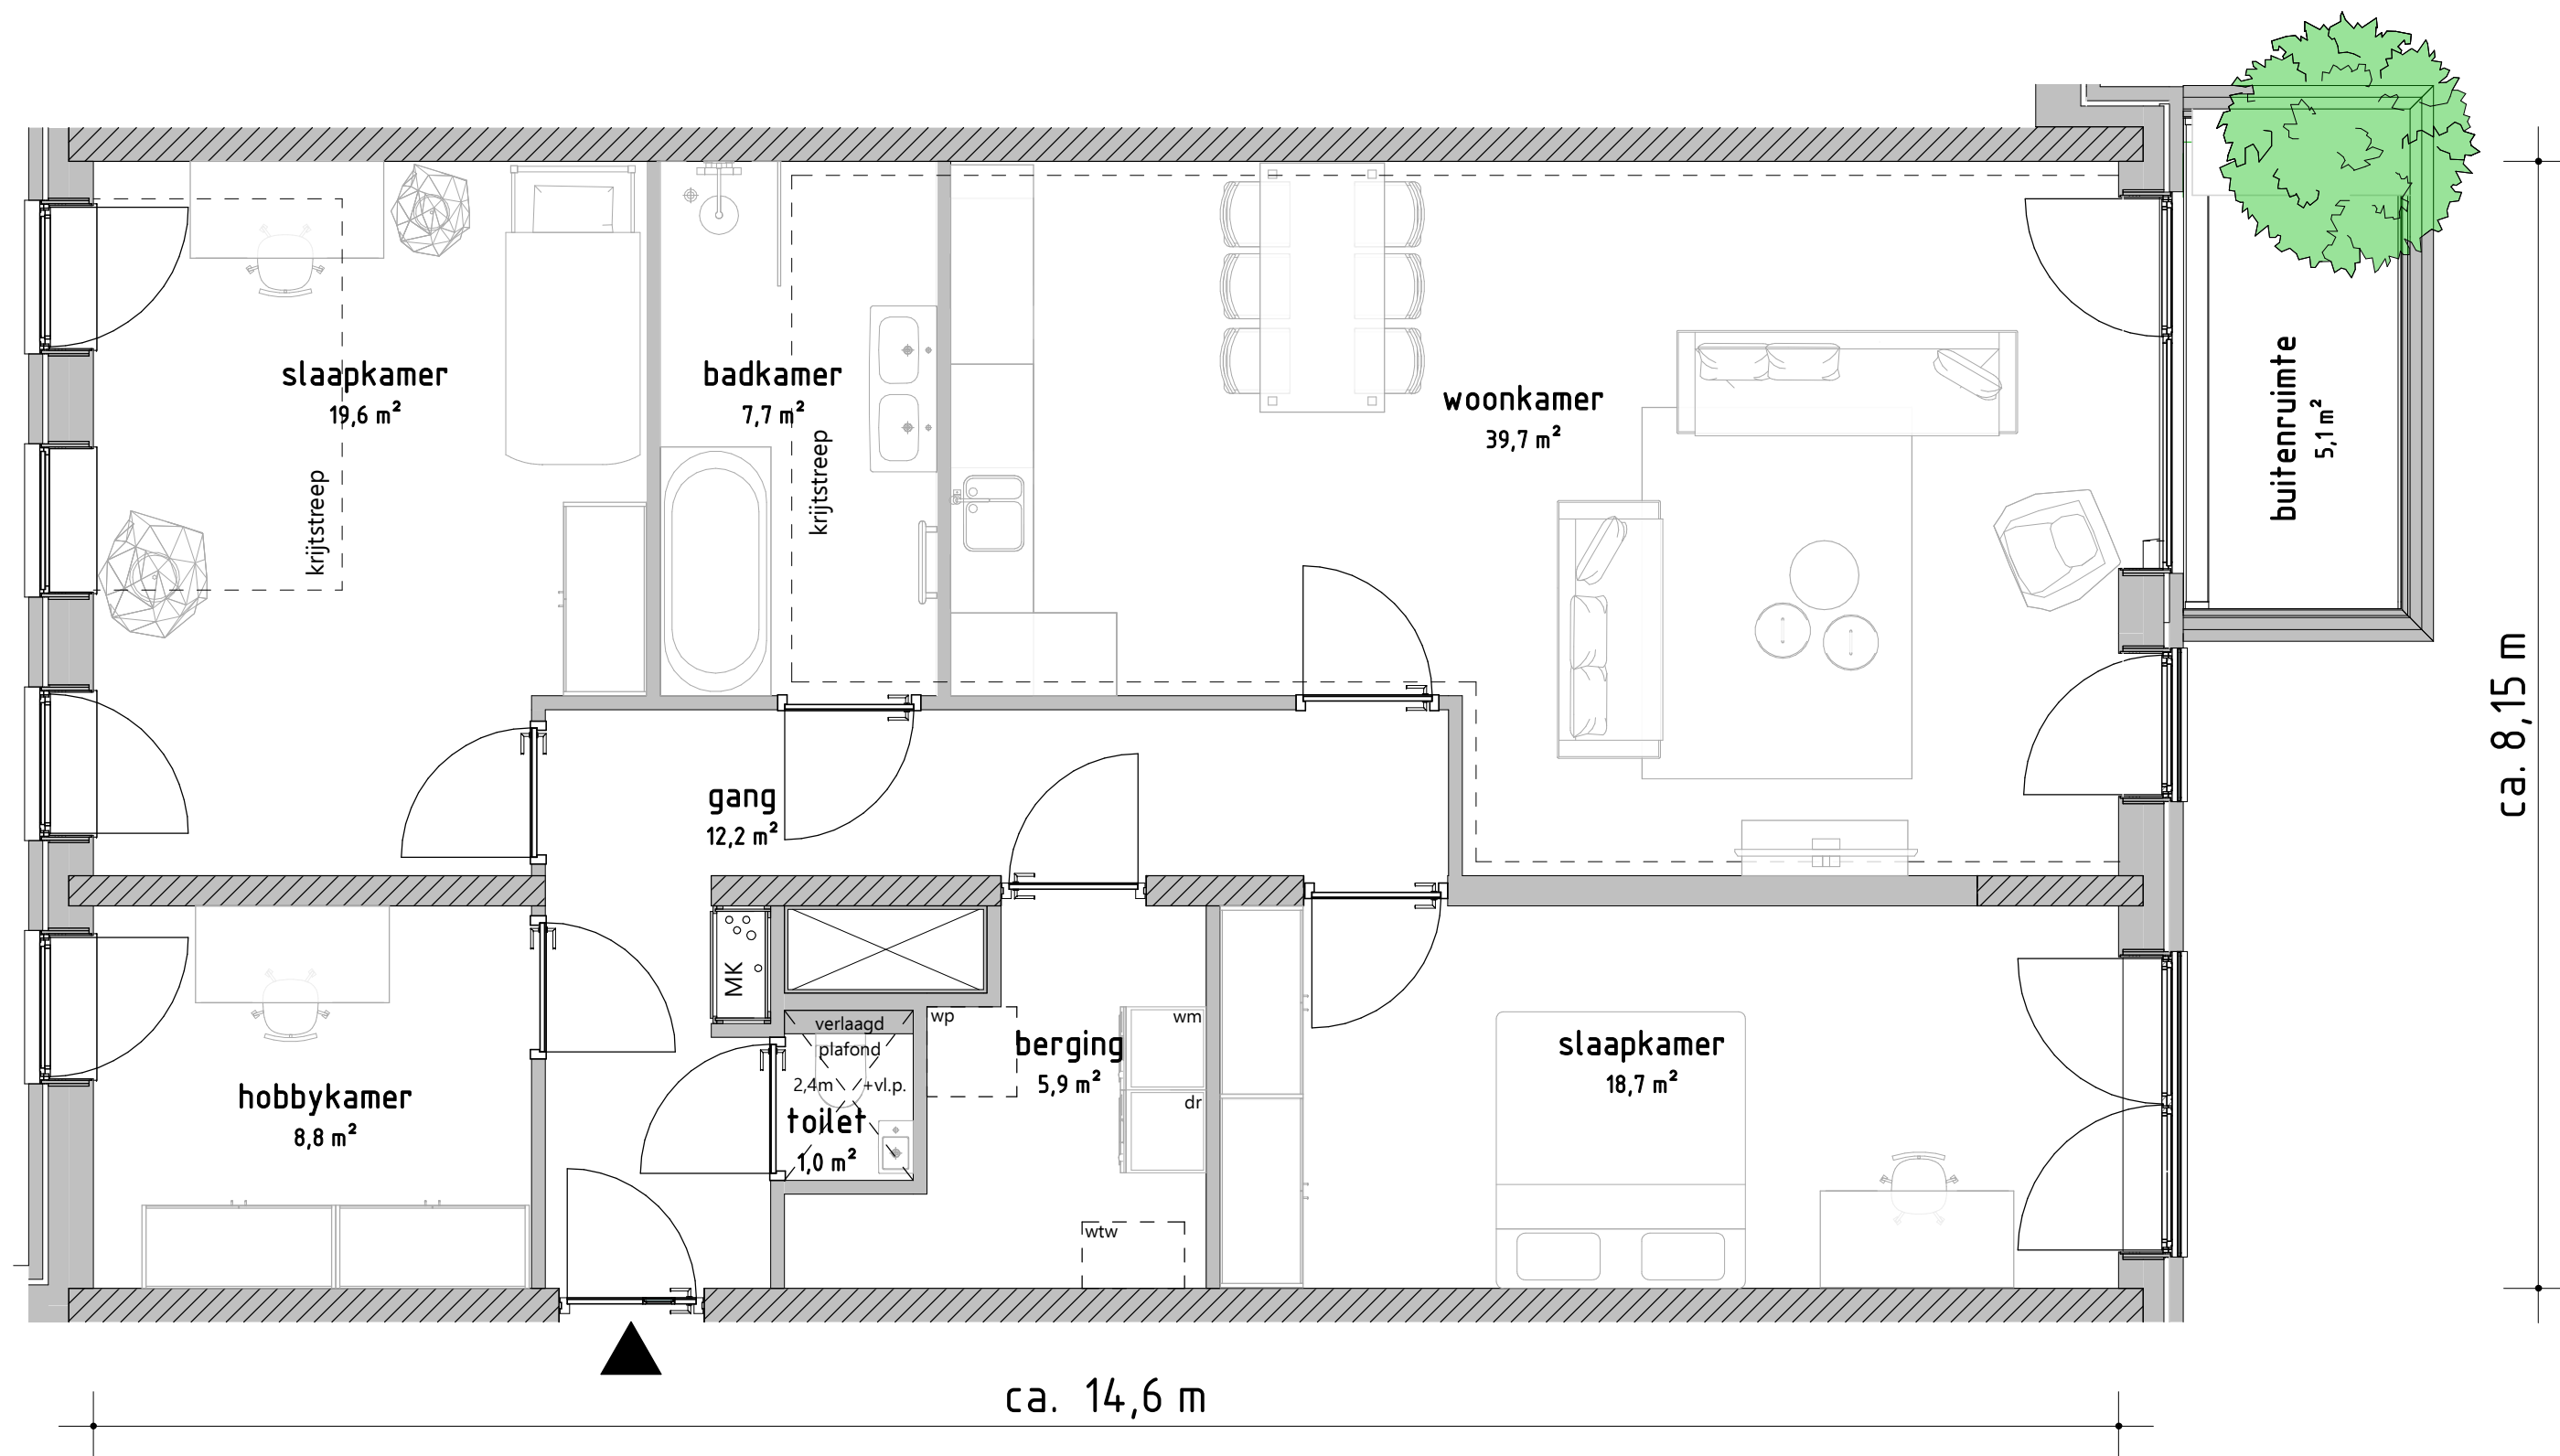 slaapkamer
19,6 m²
krijtstreep
badkamer
7,7 m²
krijtstreep
woonkamer
39,7 m²
buitenruimte
5,1 m²
ca. 8,15 m
gang
12,2 m²
MK
hobbykamer
8,8 m²
verlaagd
plafond
2,4m +vl.p.
toilet
1,0 m²
wp
berging
5,9 m²
wm
dr
wtw
slaapkamer
18,7 m²
ca. 14,6 m